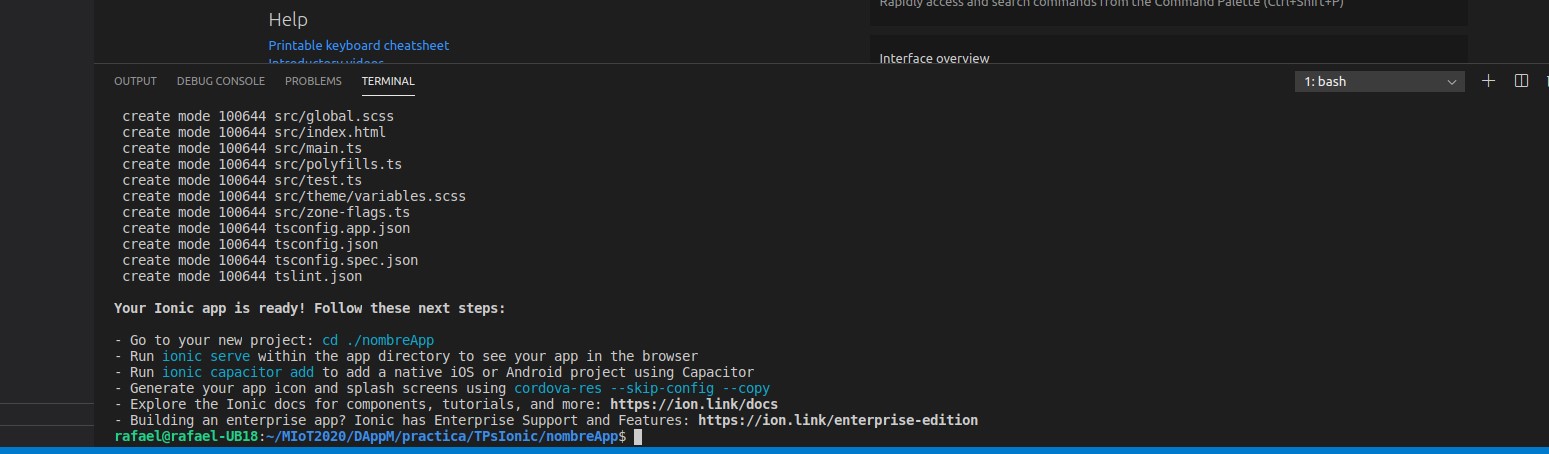 Help
Printable keyboard cheatsheet
Introductory videos
Rapidly access and search commands from the Command Palette (Ctrl+Shift+P)
Interface overview
OUTPUT DEBUG CONSOLE PROBLEMS TERMINAL 1: bash
create mode 100644 src/global.scss
create mode 100644 src/index.html
create mode 100644 src/main.ts
create mode 100644 src/polyfills.ts
create mode 100644 src/test.ts
create mode 100644 src/theme/variables.scss
create mode 100644 src/zone-flags.ts
create mode 100644 tsconfig.app.json
create mode 100644 tsconfig.json
create mode 100644 tsconfig.spec.json
create mode 100644 tslint.json
Your Ionic app is ready! Follow these next steps:
- Go to your new project: cd ./nombreApp
- Run ionic serve within the app directory to see your app in the browser
- Run ionic capacitor add to add a native iOS or Android project using Capacitor
- Generate your app icon and splash screens using cordova-res --skip-config --copy
- Explore the Ionic docs for components, tutorials, and more: https://ion.link/docs
- Building an enterprise app? Ionic has Enterprise Support and Features: https://ion.link/enterprise-edition
rafael@rafael-UB18:~/MIoT2020/DAppM/practica/TPsIonic/nombreApp$